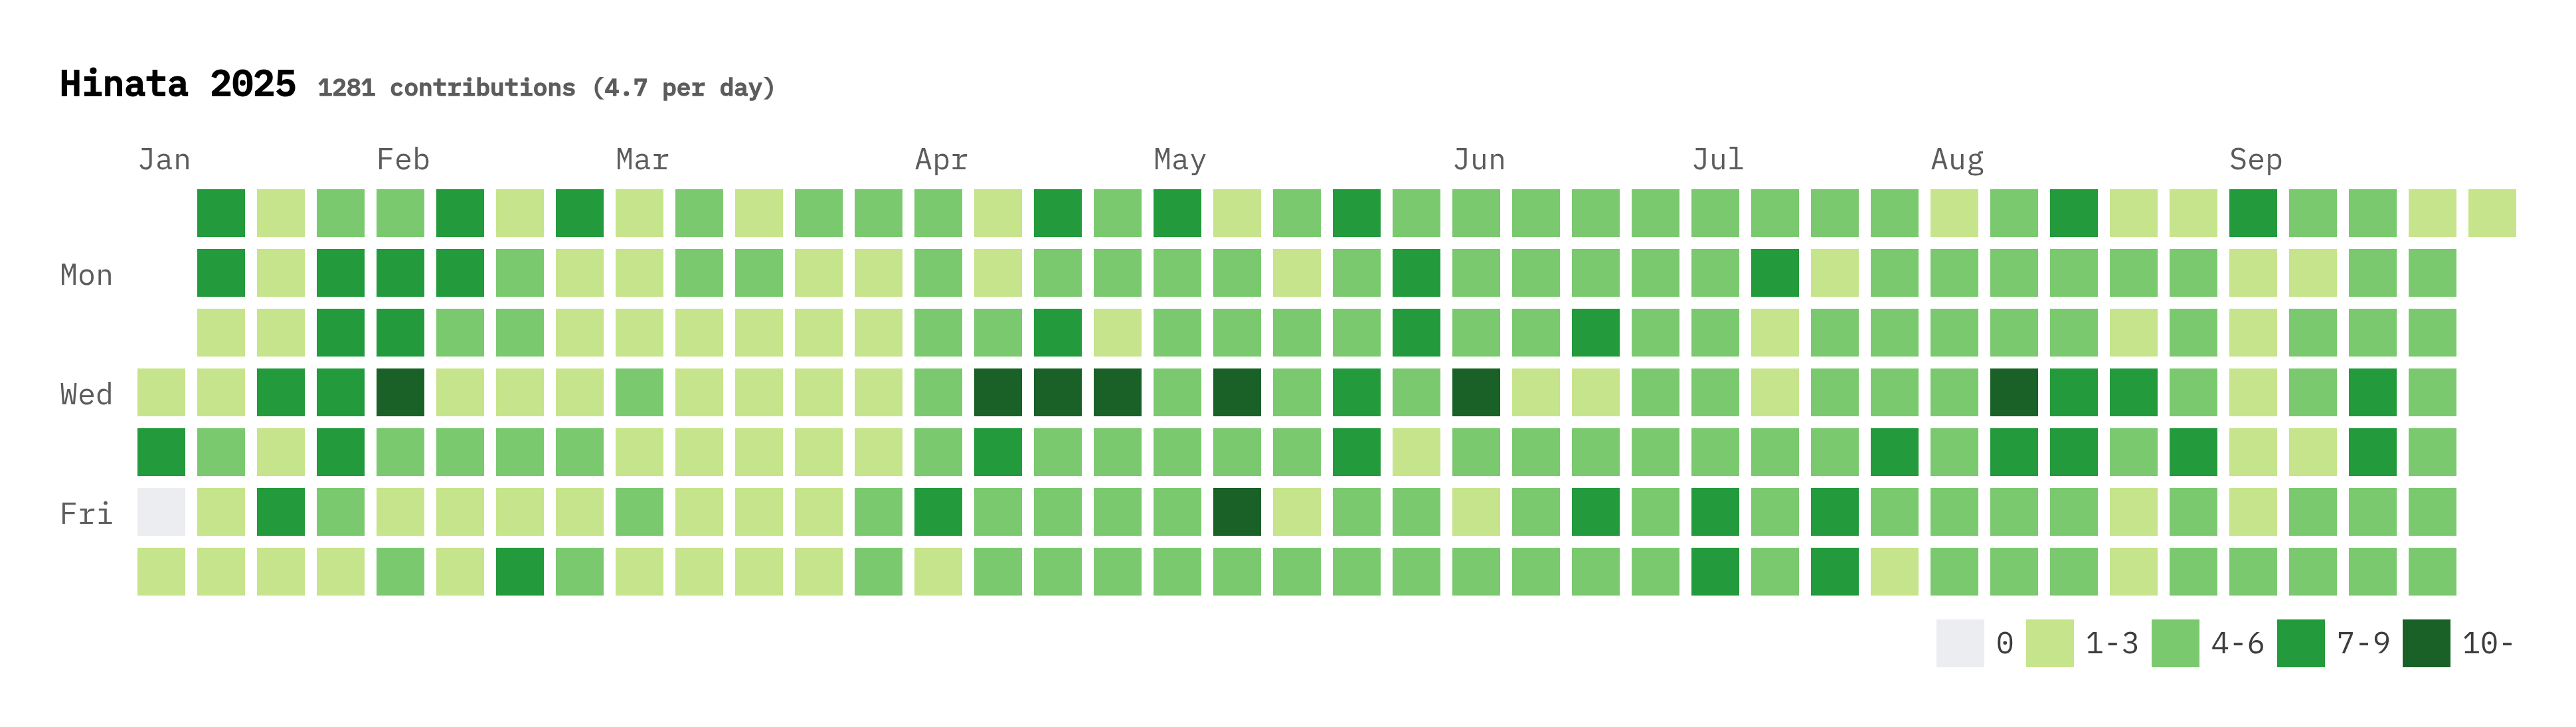 Hinata 2025 1281 contributions (4.7 per day)
Jan Feb Mar Apr May Jun Jul Aug Sep
Mon
Wed
Fri
0 1-3 4-6 7-9 10-